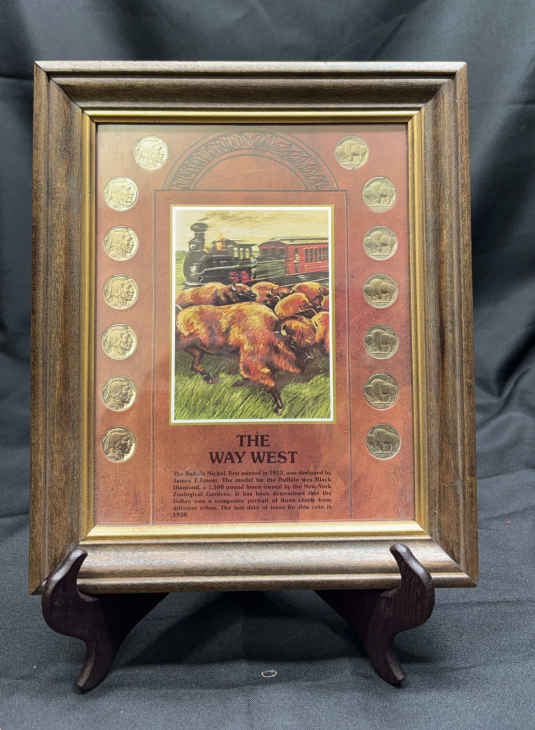 THE
WAY WEST
The Buffalo Nickel, first minted in 1913, was designed by
James E. Fraser. The model for the Buffalo was Black
Diamond, a 1,500 pound bison owned by the New York
Zoological Gardens. It has been determined that the
Indian was a composite portrait of three chiefs from
different tribes. The last date of issue for this coin is
1938.